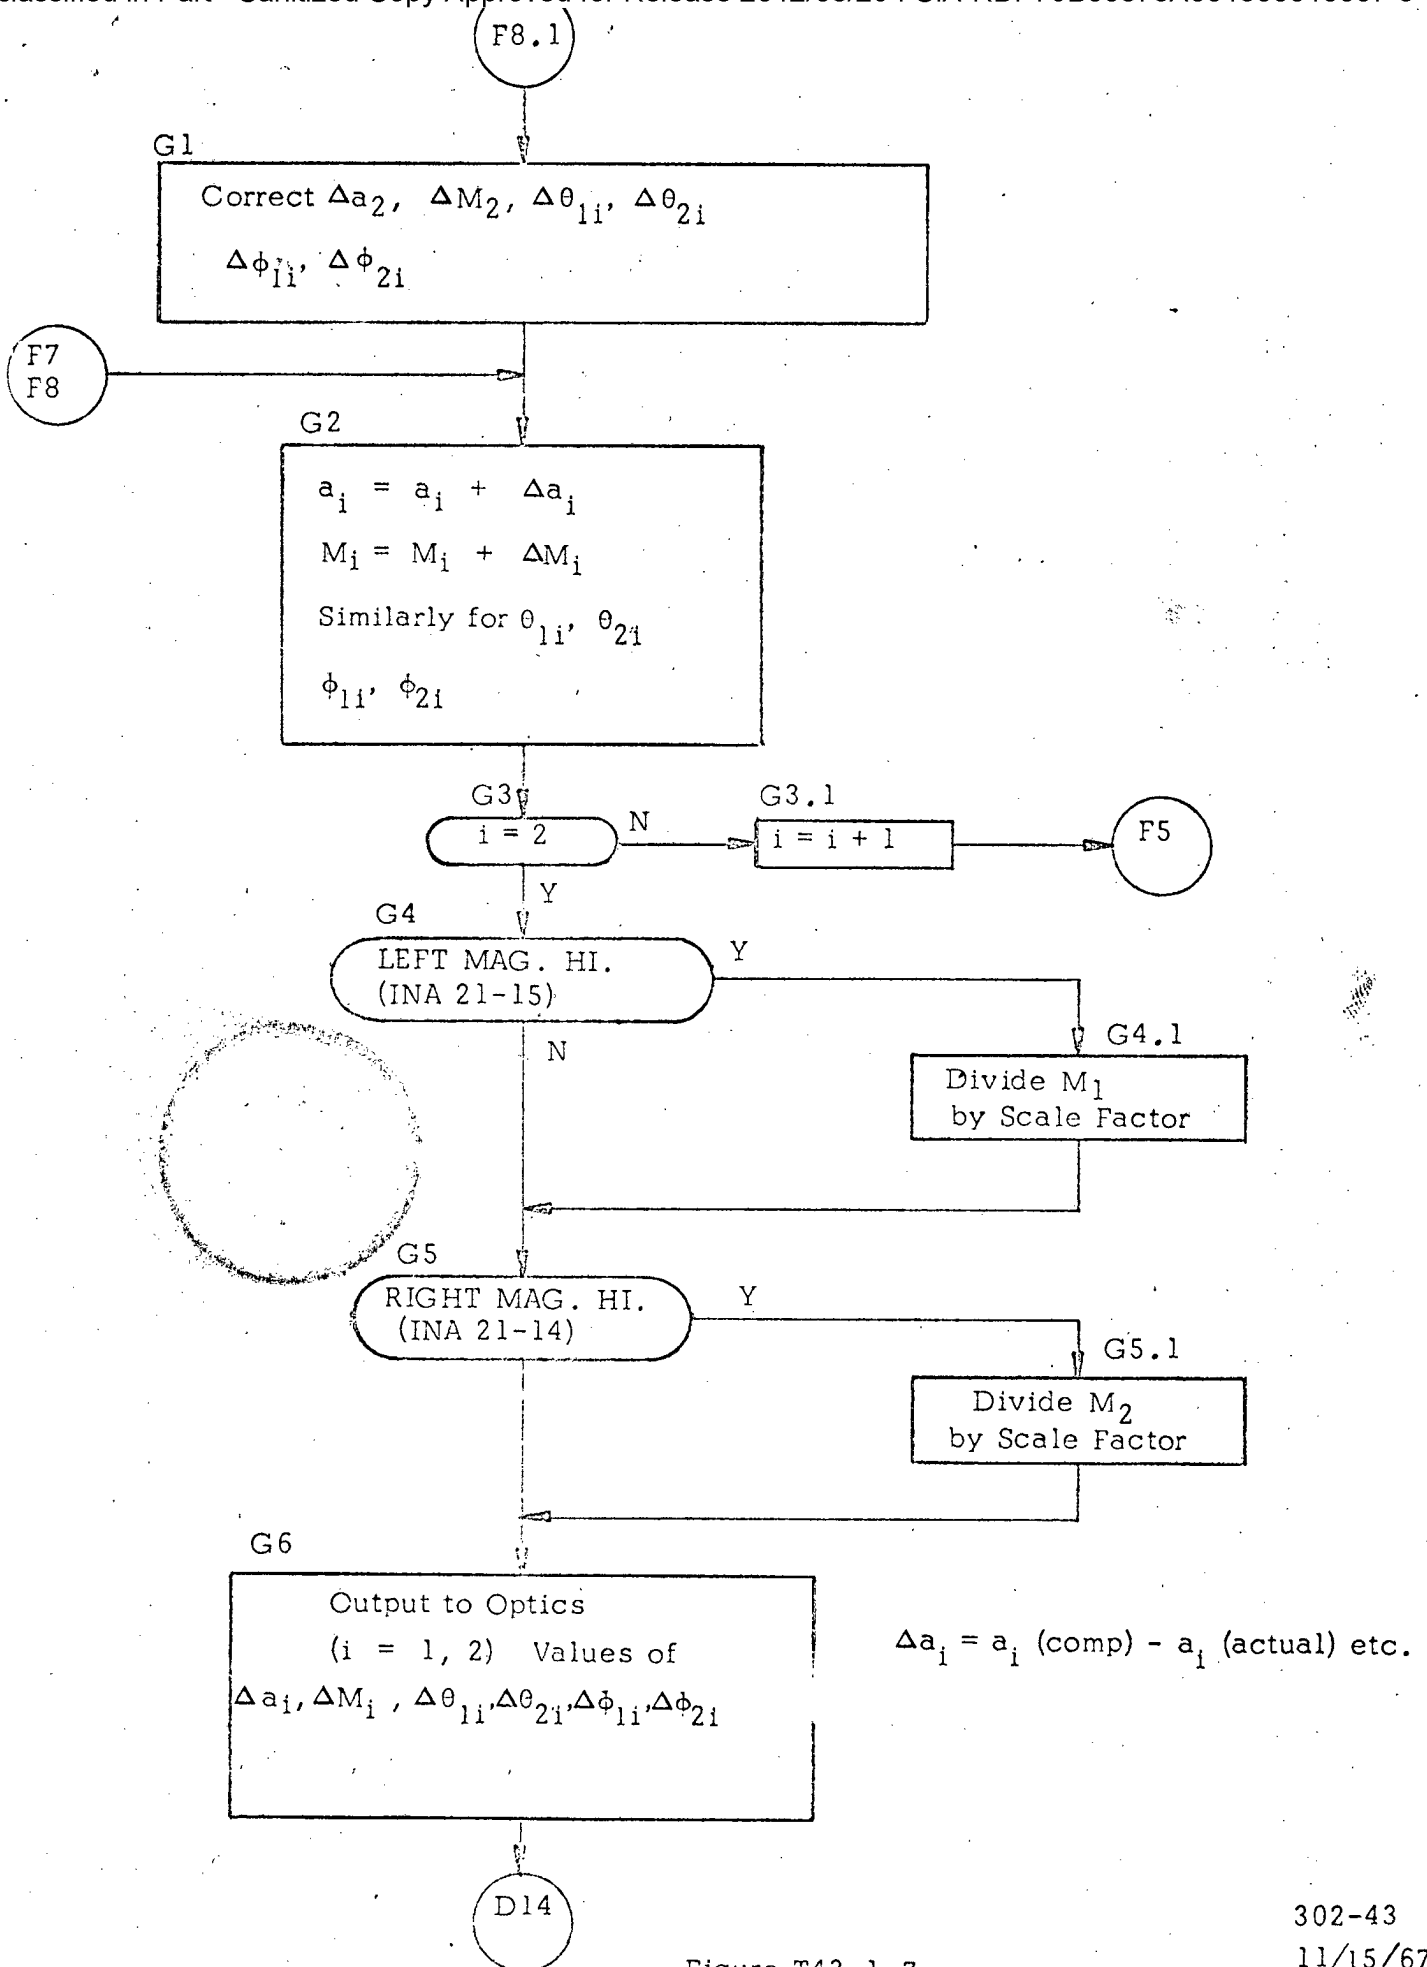 F8.1
G1
Correct Δa2, ΔM2, Δθ1i, Δθ2i
Δϕ1i, Δϕ2i
F7
F8
G2
ai = ai + Δai
Mi = Mi + ΔMi
Similarly for θ1i, θ2i
ϕ1i, ϕ2i
G3
i = 2
N
G3.1
i = i + 1
F5
Y
G4
LEFT MAG. HI.
(INA 21-15)
Y
N
G4.1
Divide M1
by Scale Factor
G5
RIGHT MAG. HI.
(INA 21-14)
Y
G5.1
Divide M2
by Scale Factor
G6
Output to Optics
(i = 1, 2) Values of
Δai, ΔMi, Δθ1i, Δθ2i, Δϕ1i, Δϕ2i
Δai = ai (comp) - ai (actual) etc.
D14
302-43
11/15/67